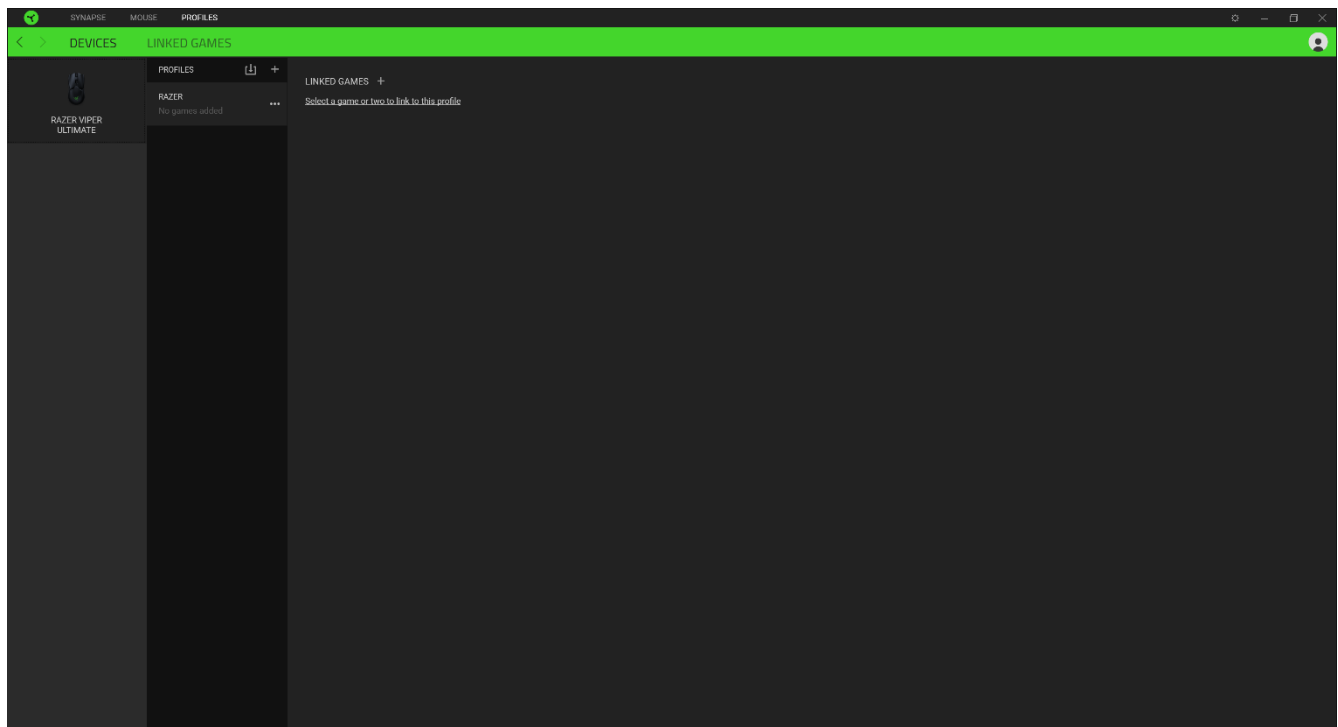 SYNAPSE MOUSE PROFILES
DEVICES LINKED GAMES
RAZER VIPER
ULTIMATE
PROFILES
RAZER
No games added
LINKED GAMES
Select a game or two to link to this profile